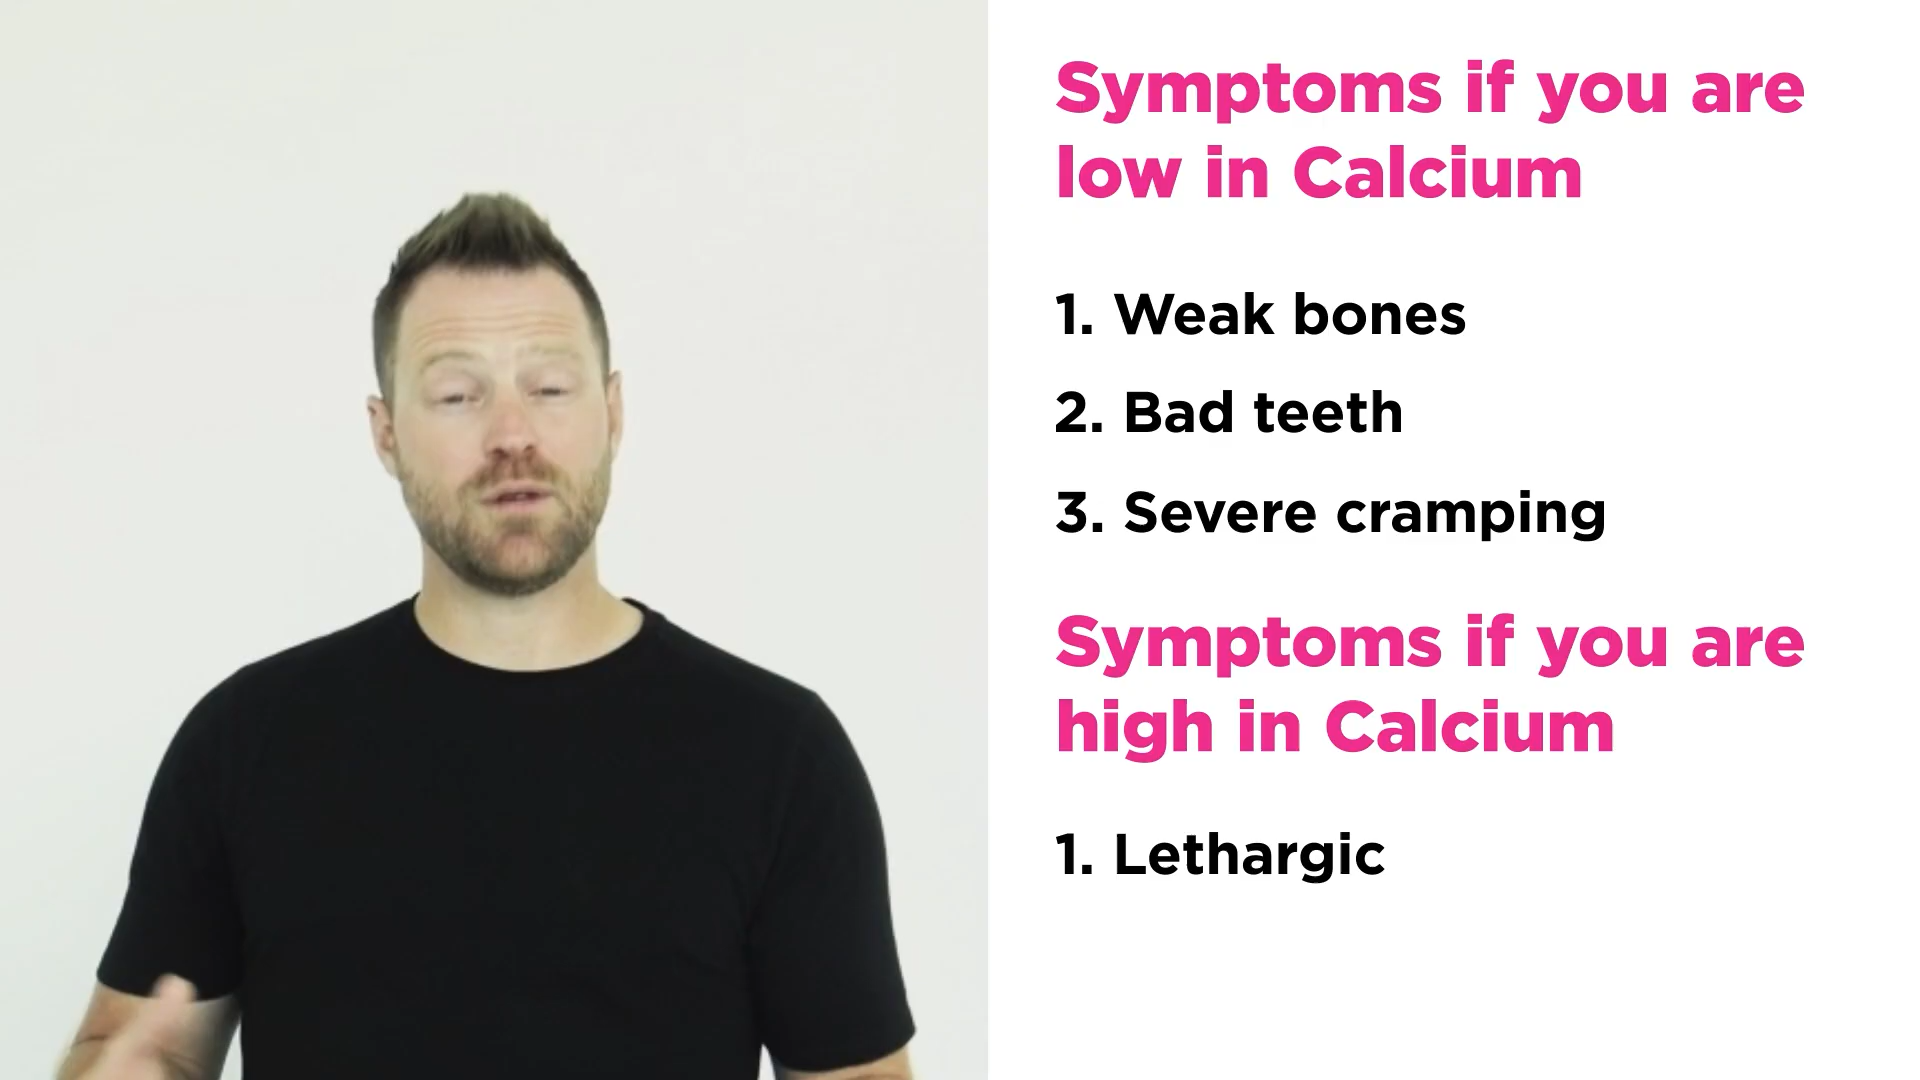 Symptoms if you are
low in Calcium
1. Weak bones
2. Bad teeth
3. Severe cramping
Symptoms if you are
high in Calcium
1. Lethargic